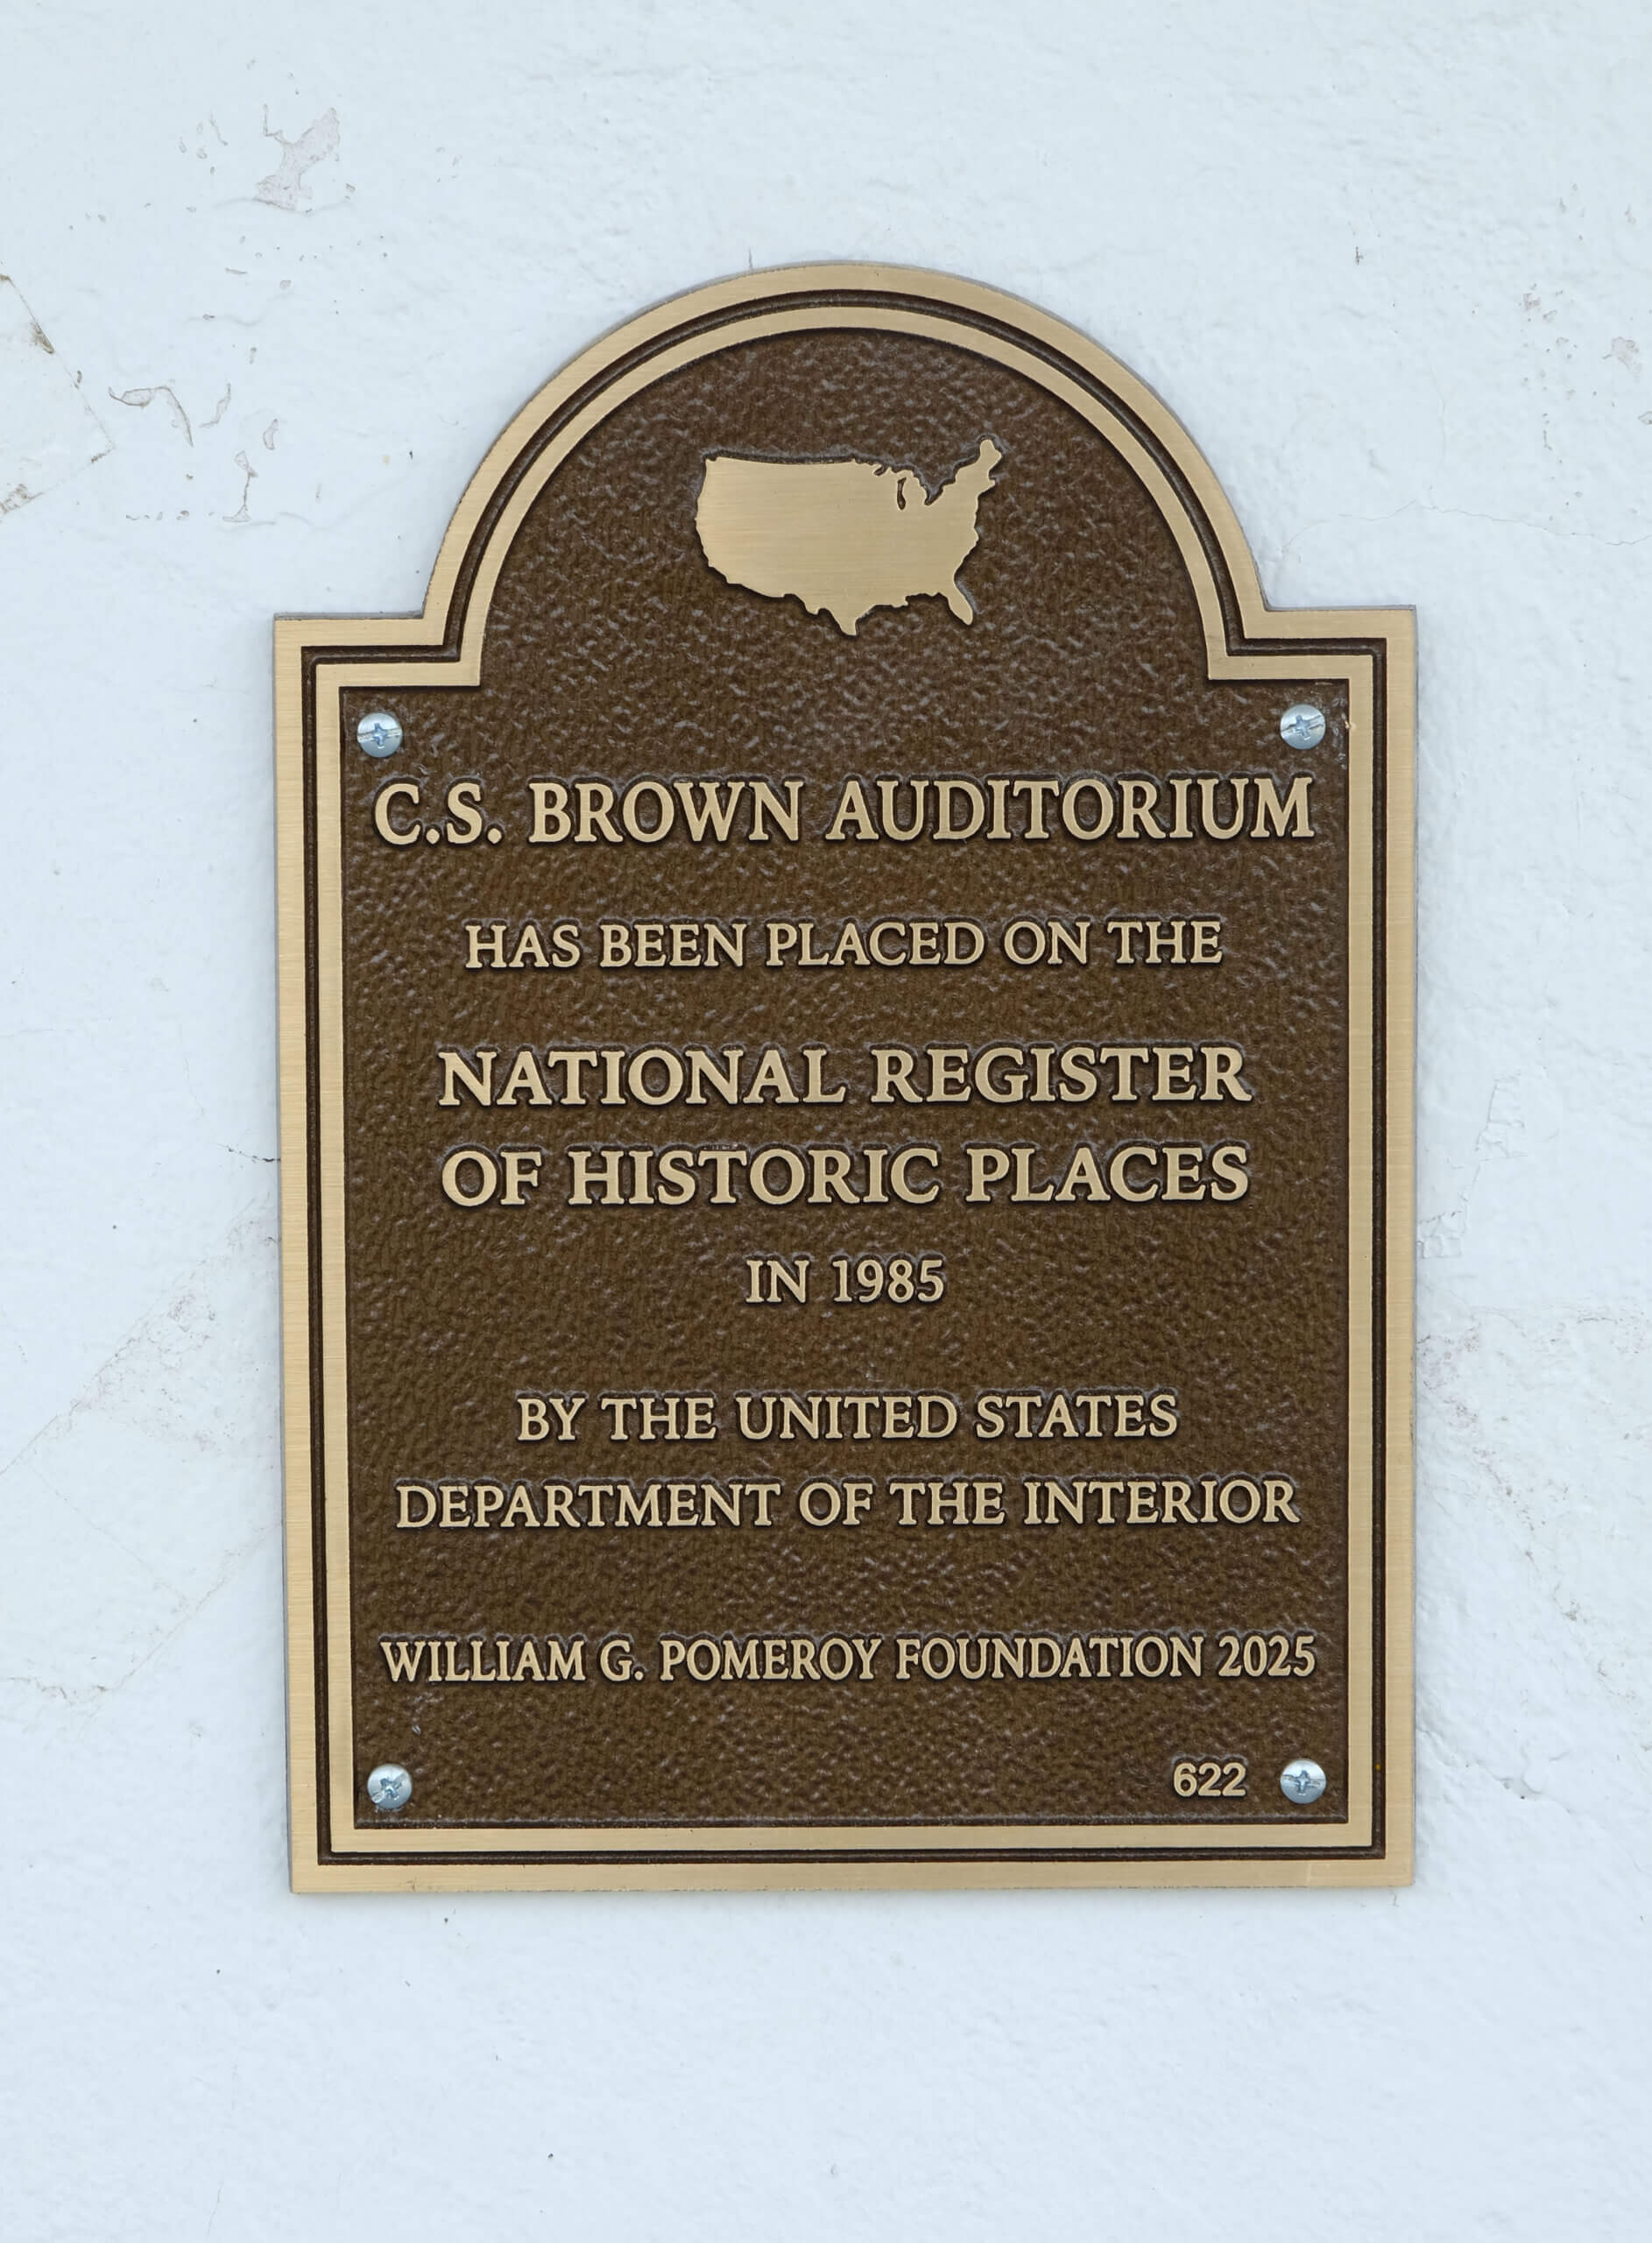 C.S. BROWN AUDITORIUM
HAS BEEN PLACED ON THE
NATIONAL REGISTER
OF HISTORIC PLACES
IN 1985
BY THE UNITED STATES
DEPARTMENT OF THE INTERIOR
WILLIAM G. POMEROY FOUNDATION 2025
622